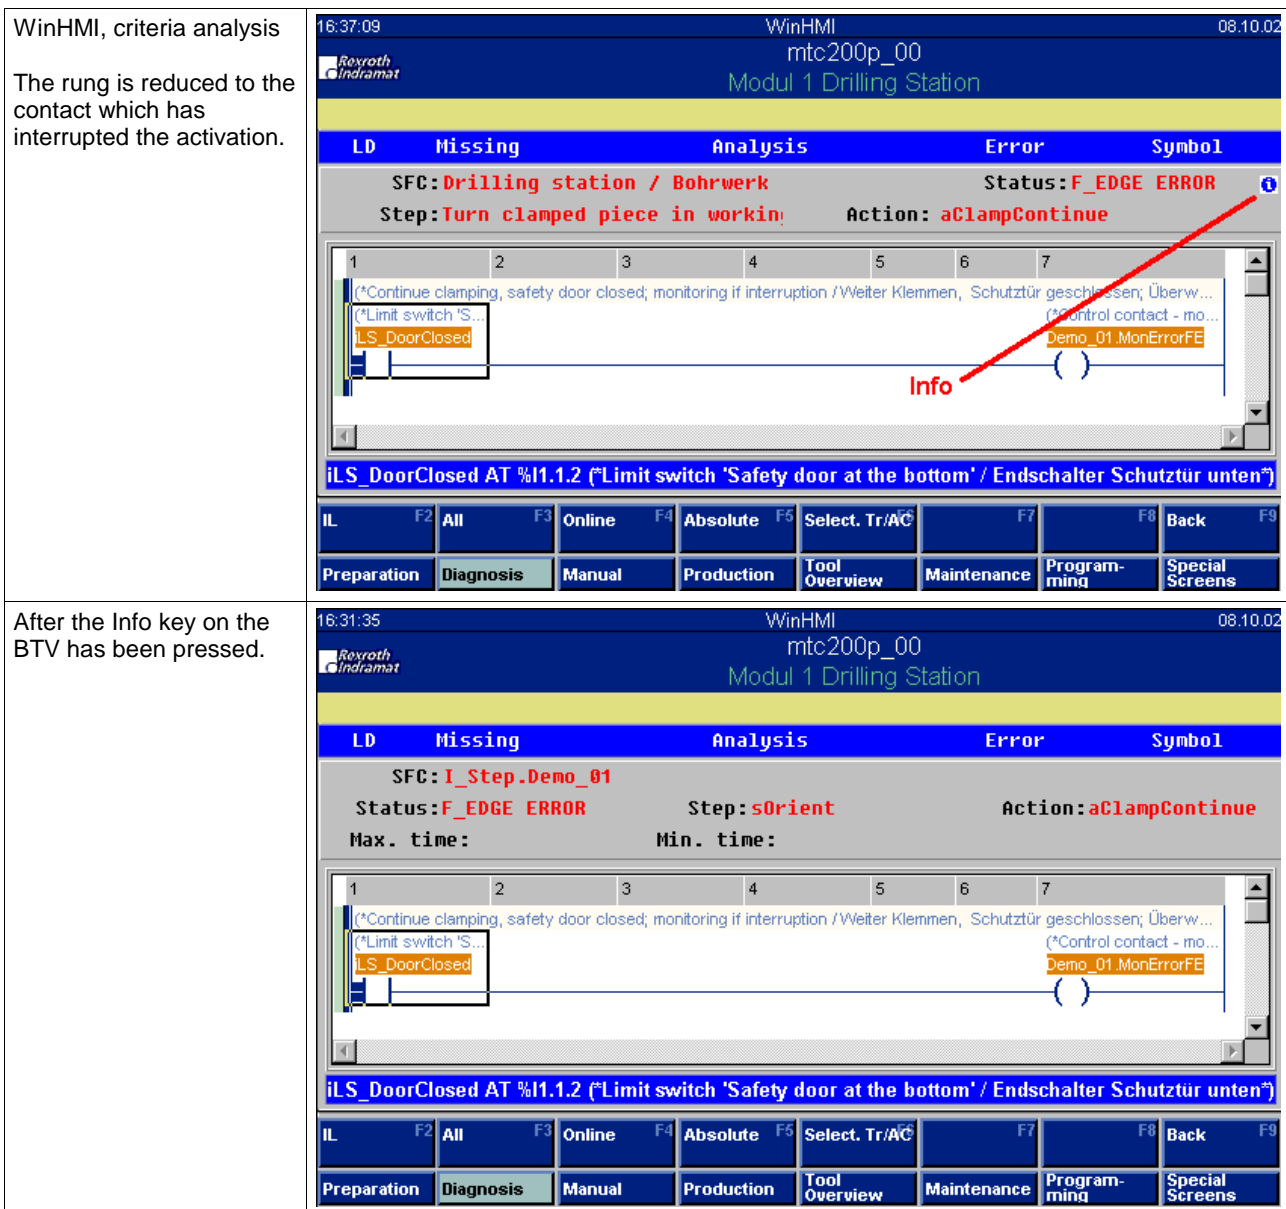 WinHMI, criteria analysis
The rung is reduced to the
contact which has
interrupted the activation.
16:37:09 WinHMI 08.10.02
mtc200p_00
Rexroth
Indramat
Modul 1 Drilling Station
LD Missing Analysis Error Symbol
SFC: Drilling station / Bohrwerk Status: F_EDGE ERROR
Step: Turn clamped piece in workin Action: aClampContinue
1 2 3 4 5 6 7
(*Continue clamping, safety door closed; monitoring if interruption / Weiter Klemmen, Schutztür geschlossen; Überw...
(*Limit switch 'S... (*Control contact - mo...
iLS_DoorClosed Demo_01.MonErrorFE
Info
iLS_DoorClosed AT %I1.1.2 (*Limit switch 'Safety door at the bottom' / Endschalter Schutztür unten*)
IL F2 All F3 Online F4 Absolute F5 Select. Tr/AC F6 F7 F8 Back F9
Preparation Diagnosis Manual Production Tool Overview Maintenance Program-ming Special Screens
After the Info key on the
BTV has been pressed.
16:31:35 WinHMI 08.10.02
mtc200p_00
Rexroth
Indramat
Modul 1 Drilling Station
LD Missing Analysis Error Symbol
SFC: I_Step.Demo_01
Status: F_EDGE ERROR Step: sOrient Action: aClampContinue
Max. time: Min. time:
1 2 3 4 5 6 7
(*Continue clamping, safety door closed; monitoring if interruption / Weiter Klemmen, Schutztür geschlossen; Überw...
(*Limit switch 'S... (*Control contact - mo...
iLS_DoorClosed Demo_01.MonErrorFE
iLS_DoorClosed AT %I1.1.2 (*Limit switch 'Safety door at the bottom' / Endschalter Schutztür unten*)
IL F2 All F3 Online F4 Absolute F5 Select. Tr/AC F6 F7 F8 Back F9
Preparation Diagnosis Manual Production Tool Overview Maintenance Program-ming Special Screens